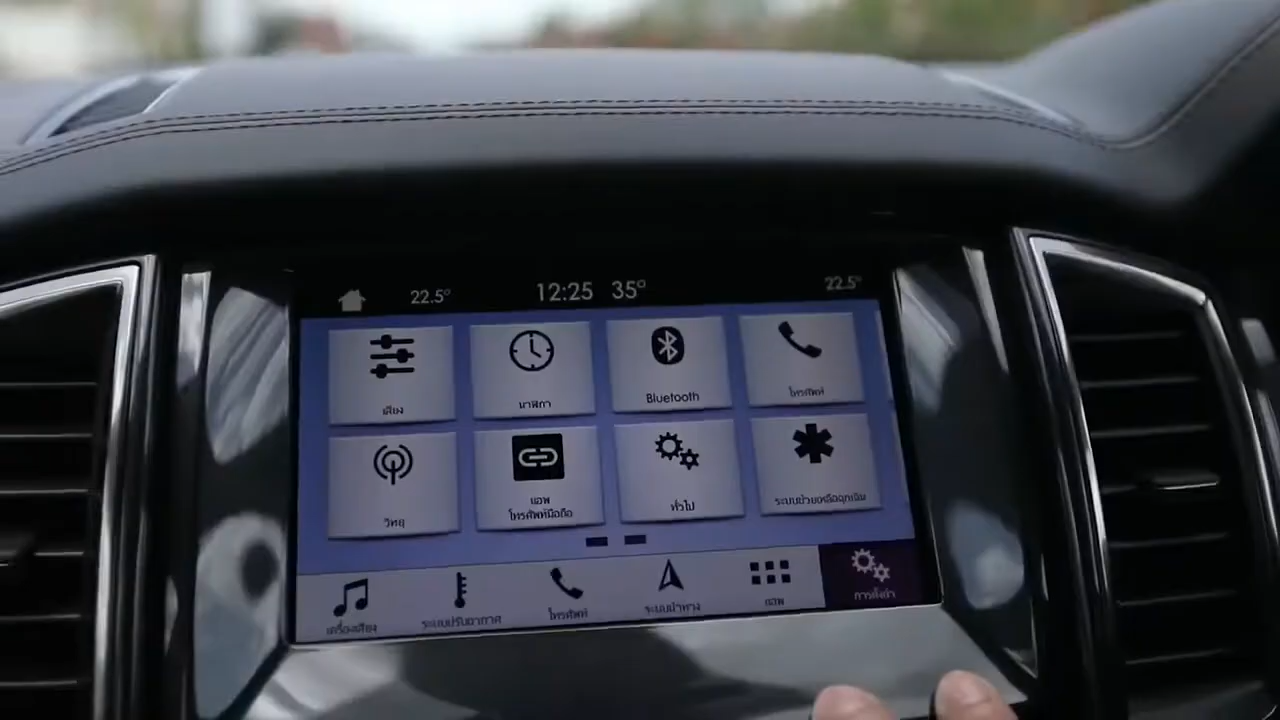 22.5° 12:25 35° 22.5°
เสียง นาฬิกา Bluetooth โทรศัพท์
วิทยุ แอพ โทรศัพท์มือถือ ทั่วไป ระบบช่วยเหลือฉุกเฉิน
เครื่องเสียง ระบบปรับอากาศ โทรศัพท์ ระบบนำทาง แอพ การตั้งค่า